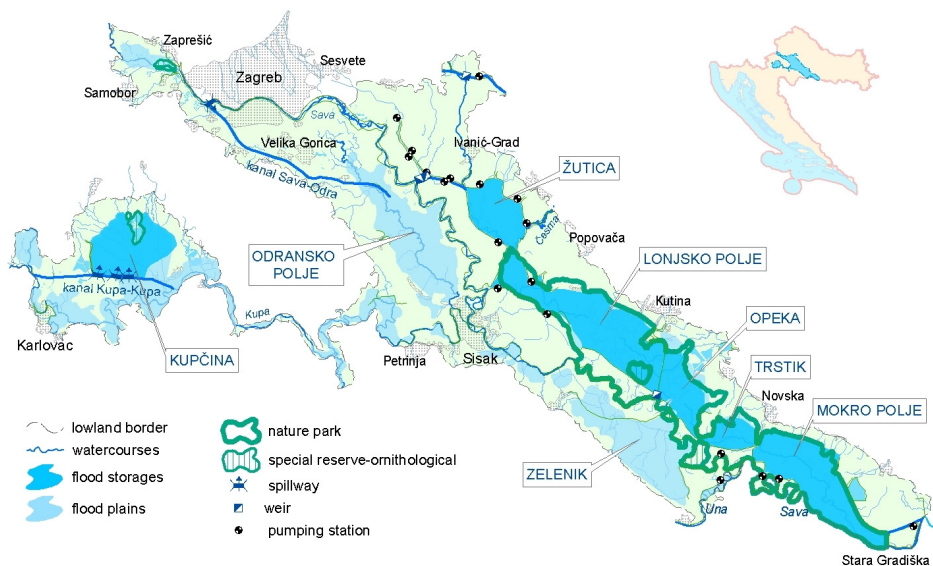 Zaprešić
Sesvete
Zagreb
Samobor
Sava
Velika Gorica
Ivanić-Grad
kanal Sava-Odra
ŽUTICA
Česma
Popovača
ODRANSKO
POLJE
LONJSKO POLJE
kanal Kupa-Kupa
Kutina
Kupa
OPEKA
Karlovac
KUPČINA
Petrinja
Sisak
TRSTIK
Novska
MOKRO POLJE
ZELENIK
Una
Sava
Stara Gradiška
lowland border
watercourses
flood storages
flood plains
nature park
special reserve-ornithological
spillway
weir
pumping station